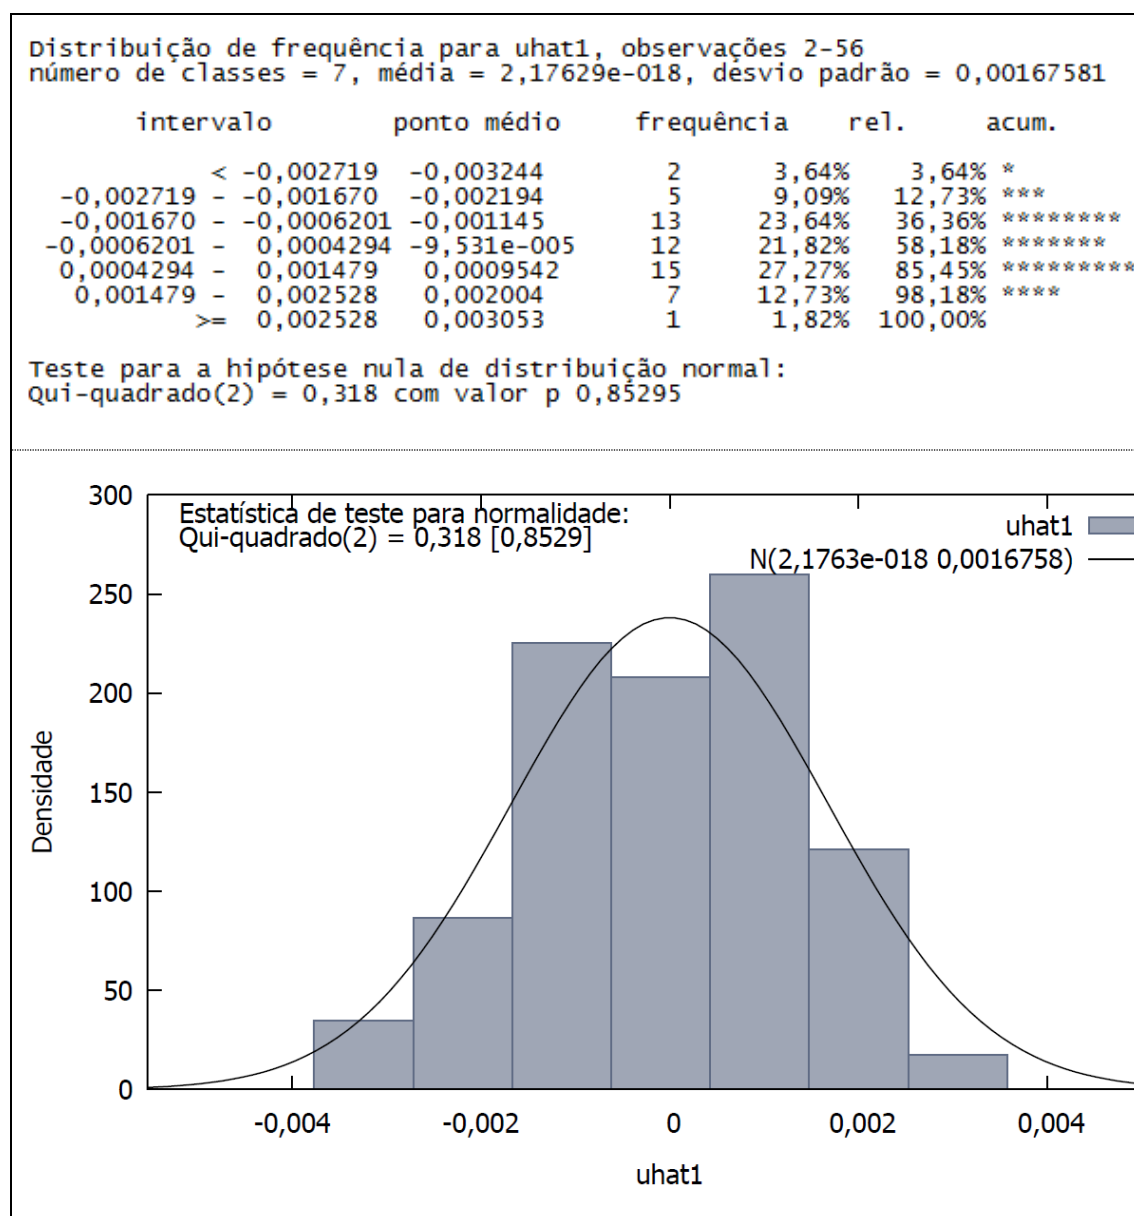 Distribuição de frequência para uhat1, observações 2-56
número de classes = 7, média = 2,17629e-018, desvio padrão = 0,00167581
intervalo ponto médio frequência rel. acum.
< -0,002719 -0,003244 2 3,64% 3,64% *
-0,002719 - -0,001670 -0,002194 5 9,09% 12,73% ***
-0,001670 - -0,0006201 -0,001145 13 23,64% 36,36% ********
-0,0006201 - 0,0004294 -9,531e-005 12 21,82% 58,18% *******
0,0004294 - 0,001479 0,0009542 15 27,27% 85,45% *********
0,001479 - 0,002528 0,002004 7 12,73% 98,18% ****
>= 0,002528 0,003053 1 1,82% 100,00%
Teste para a hipótese nula de distribuição normal:
Qui-quadrado(2) = 0,318 com valor p 0,85295
Estatística de teste para normalidade:
Qui-quadrado(2) = 0,318 [0,8529]
uhat1
N(2,1763e-018 0,0016758)
300
250
200
150
100
50
0
Densidade
-0,004 -0,002 0 0,002 0,004
uhat1